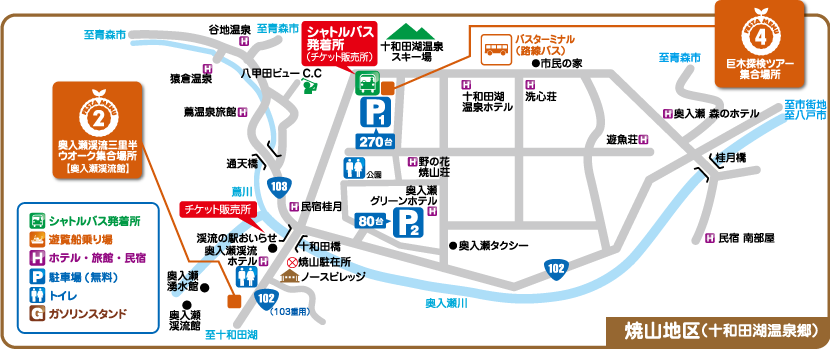 至青森市
谷地温泉
至青森市
シャトルバス
発着所
(チケット販売所)
十和田湖温泉
スキー場
バスターミナル
(路線バス)
FESTA MENU
4
巨木探検ツアー
集合場所
猿倉温泉
八甲田ビューC.C
市民の家
至青森市
FESTA MENU
2
奥入瀬渓流三里半
ウオーク集合場所
【奥入瀬渓流館】
蔦温泉旅館
P1
270台
十和田湖
温泉ホテル
洗心荘
奥入瀬 森のホテル
至市街地
至八戸市
遊魚荘
通天橋
公園
野の花
焼山荘
桂月橋
蔦川
103
奥入瀬
グリーンホテル
チケット販売所
民宿桂月
80台
P2
シャトルバス発着所
遊覧船乗り場
ホテル・旅館・民宿
駐車場(無料)
トイレ
ガソリンスタンド
渓流の駅おいらせ
奥入瀬渓流
ホテル
十和田橋
奥入瀬タクシー
民宿 南部屋
焼山駐在所
ノースビレッジ
奥入瀬
湧水館
102
102
(103重用)
奥入瀬川
奥入瀬
渓流館
至十和田湖
焼山地区(十和田湖温泉郷)